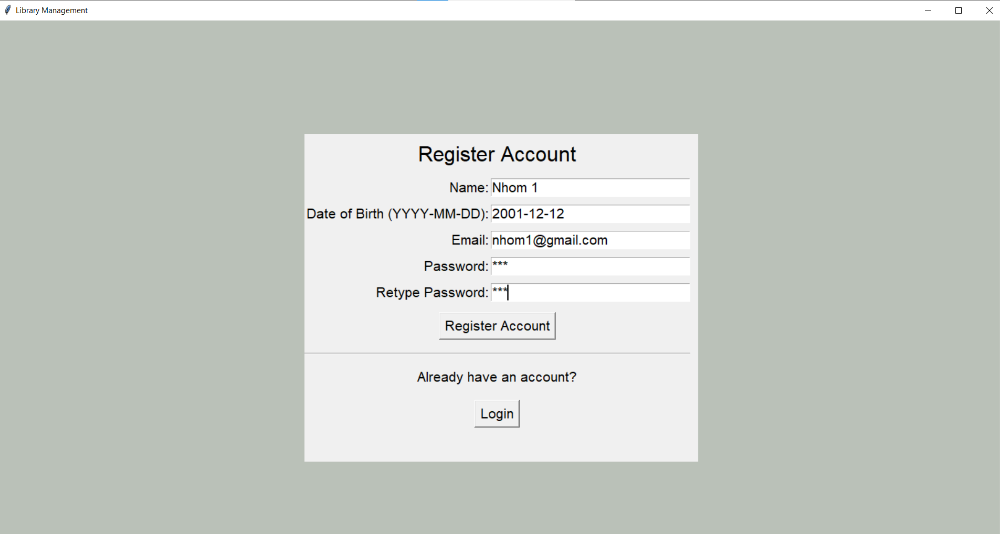 Library Management
Register Account
Name: Nhom 1
Date of Birth (YYYY-MM-DD): 2001-12-12
Email: nhom1@gmail.com
Password: ***
Retype Password: ***
Register Account
Already have an account?
Login